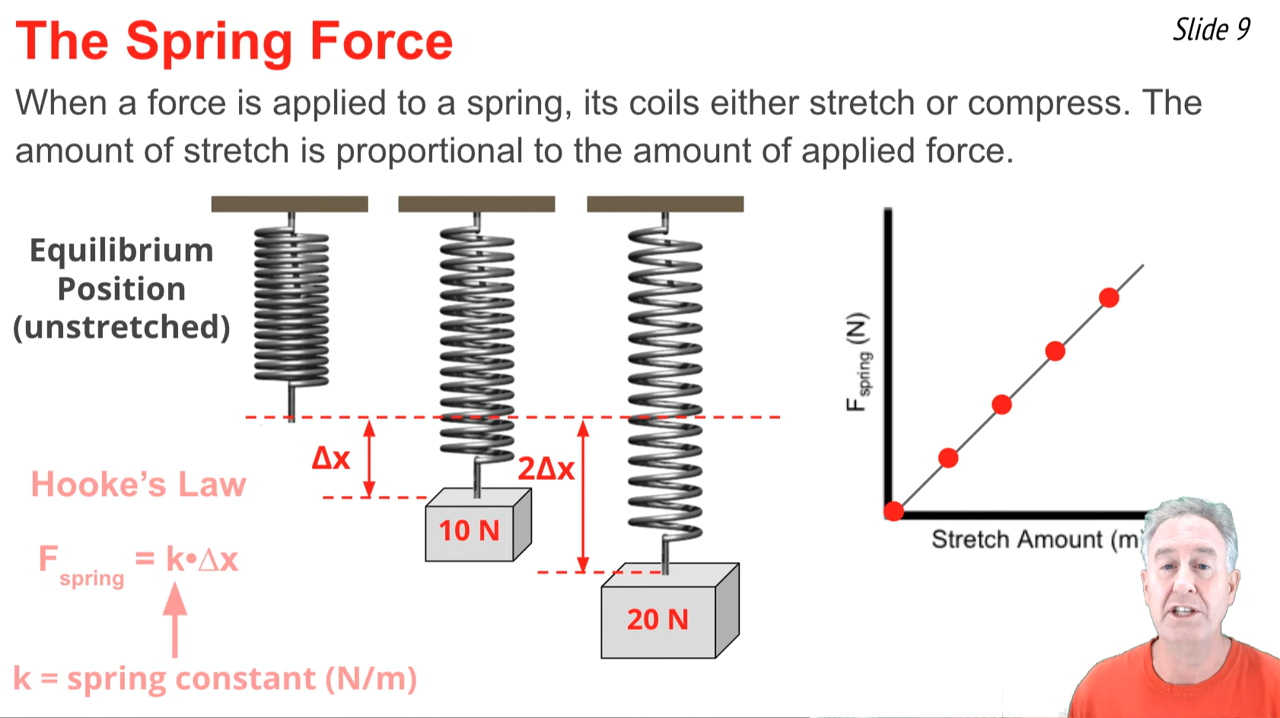 The Spring Force
Slide 9
When a force is applied to a spring, its coils either stretch or compress. The
amount of stretch is proportional to the amount of applied force.
Equilibrium
Position
(unstretched)
Δx
2Δx
10 N
20 N
Hooke's Law
Fspring = k•Δx
k = spring constant (N/m)
Fspring (N)
Stretch Amount (m